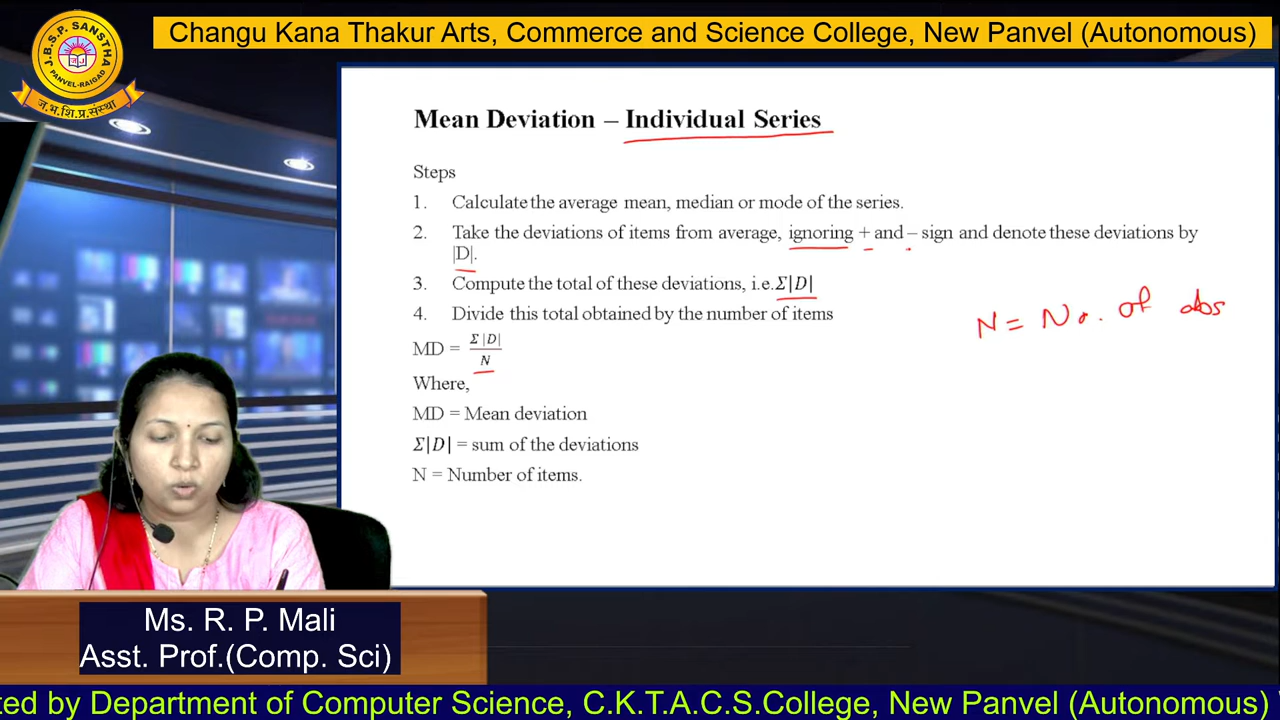 Changu Kana Thakur Arts, Commerce and Science College, New Panvel (Autonomous)
J.B.S.P. SANSTHA
PANVEL-RAIGAD
ज.भ.शि.प्र.संस्था
Mean Deviation – Individual Series
Steps
1. Calculate the average mean, median or mode of the series.
2. Take the deviations of items from average, ignoring + and – sign and denote these deviations by
|D|.
3. Compute the total of these deviations, i.e. Σ|D|
4. Divide this total obtained by the number of items
MD = Σ |D| / N
N = No. of obs
Where,
MD = Mean deviation
Σ|D| = sum of the deviations
N = Number of items.
Ms. R. P. Mali
Asst. Prof.(Comp. Sci)
ted by Department of Computer Science, C.K.T.A.C.S.College, New Panvel (Autonomous)